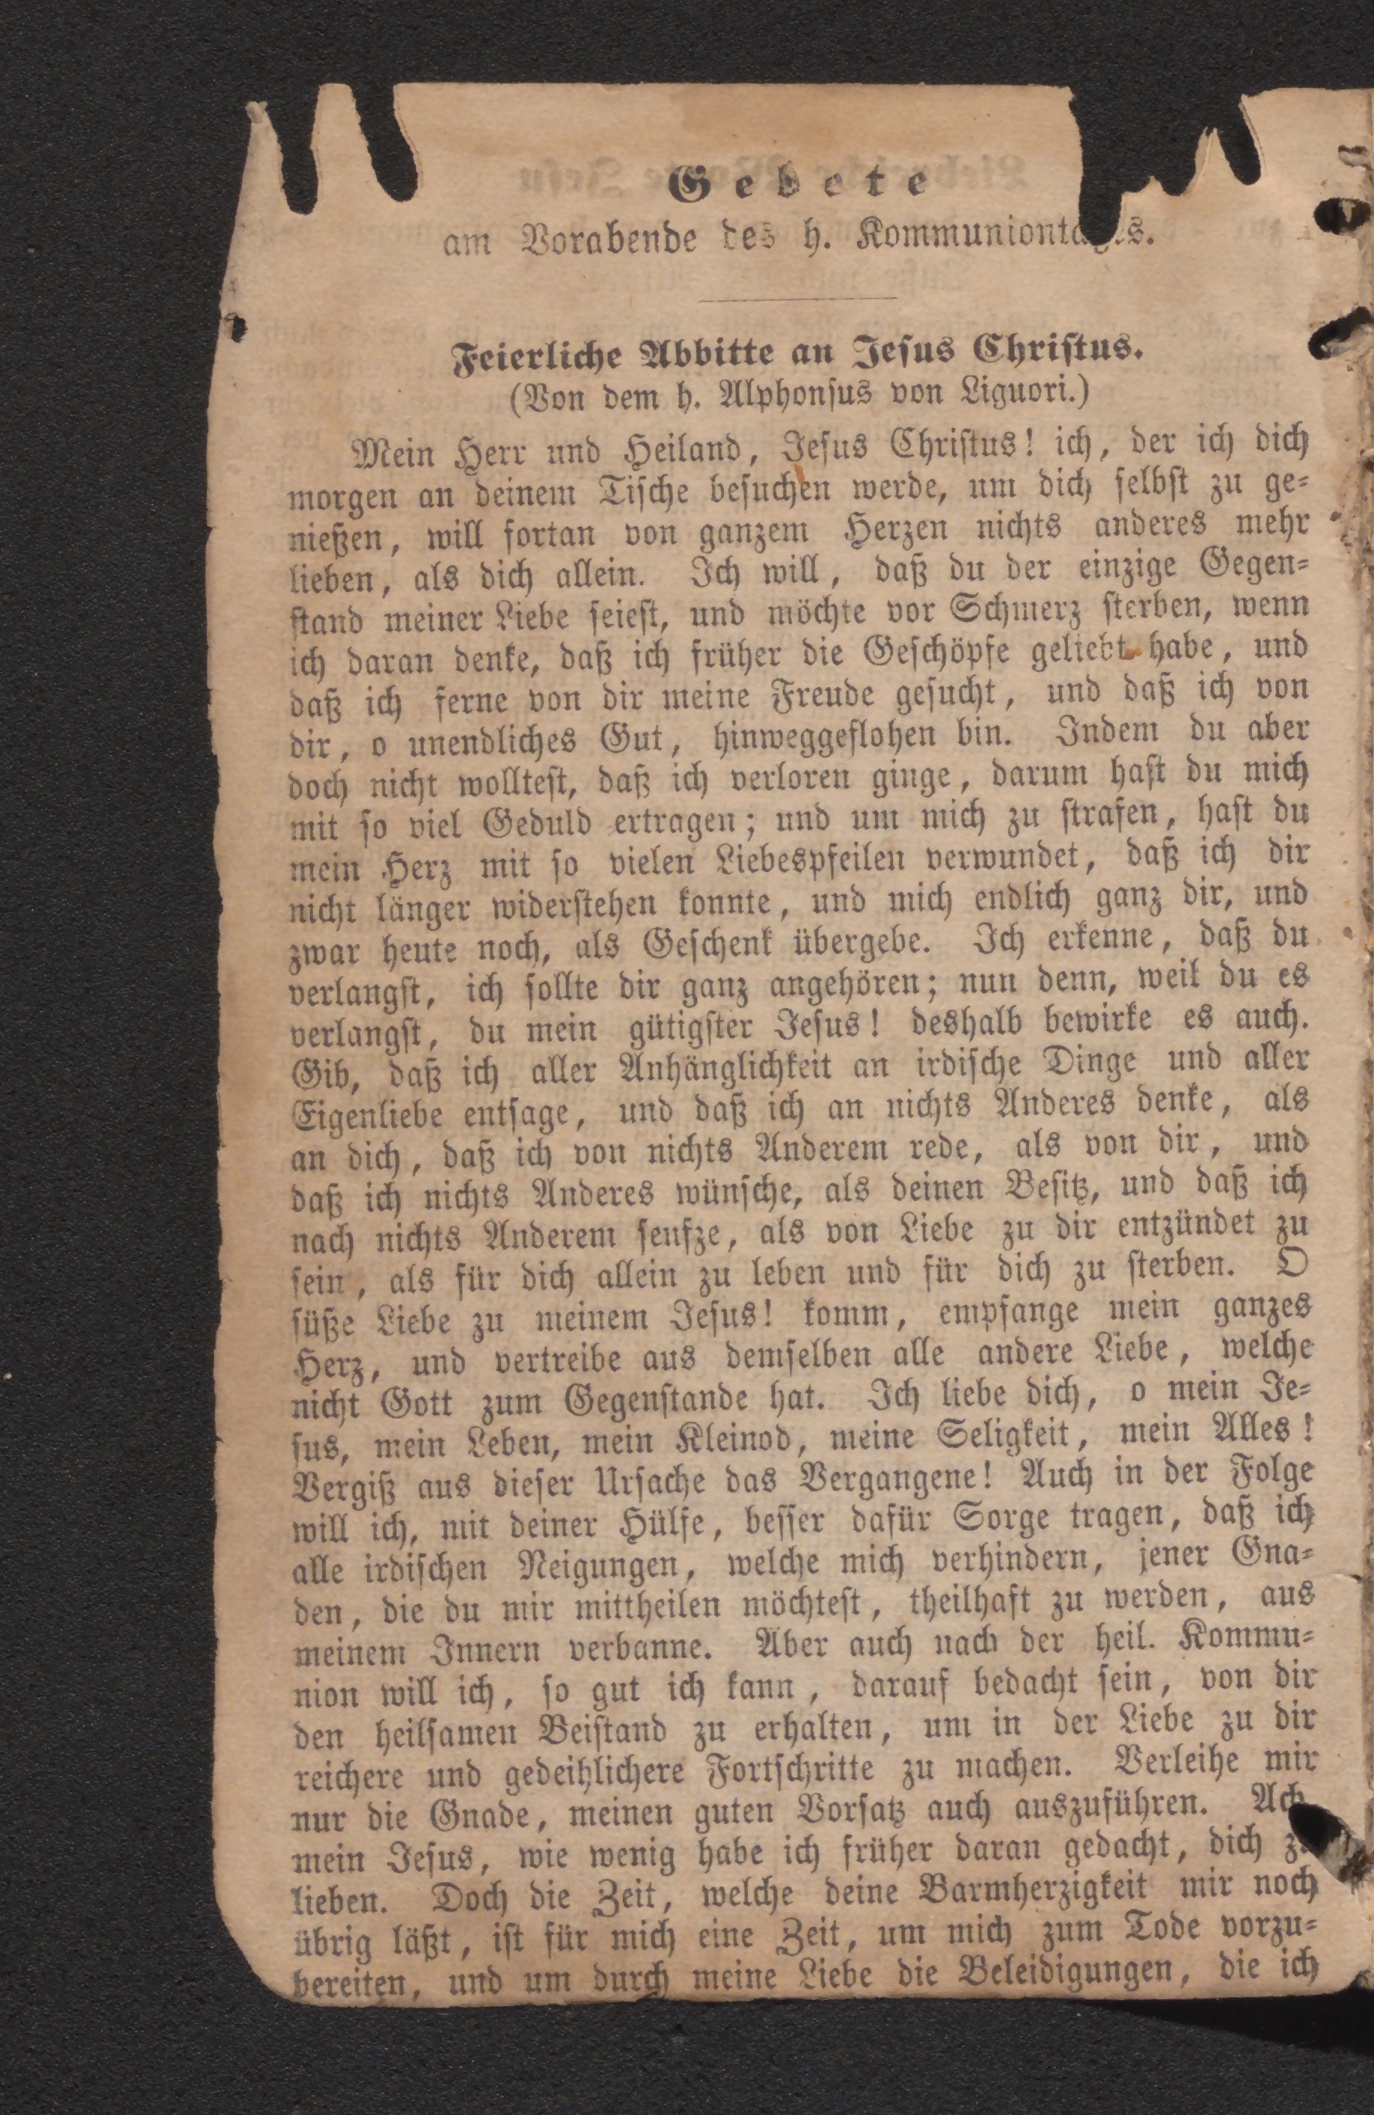 Gebete
am Vorabende des h. Kommuniontages.
Feierliche Abbitte an Jesus Christus.
(Von dem h. Alphonsus von Liguori.)
Mein Herr und Heiland, Jesus Christus! ich, der ich dich
morgen an deinem Tische besuchen werde, um dich selbst zu ge-
nießen, will fortan von ganzem Herzen nichts anderes mehr
lieben, als dich allein. Ich will, daß du der einzige Gegen-
stand meiner Liebe seiest, und möchte vor Schmerz sterben, wenn
ich daran denke, daß ich früher die Geschöpfe geliebt habe, und
daß ich ferne von dir meine Freude gesucht, und daß ich von
dir, o unendliches Gut, hinweggeflohen bin. Indem du aber
doch nicht wolltest, daß ich verloren ginge, darum hast du mich
mit so viel Geduld ertragen; und um mich zu strafen, hast du
mein Herz mit so vielen Liebespfeilen verwundet, daß ich dir
nicht länger widerstehen konnte, und mich endlich ganz dir, und
zwar heute noch, als Geschenk übergebe. Ich erkenne, daß du
verlangst, ich sollte dir ganz angehören; nun denn, weil du es
verlangst, du mein gütigster Jesus! deshalb bewirke es auch.
Gib, daß ich aller Anhänglichkeit an irdische Dinge und aller
Eigenliebe entsage, und daß ich an nichts Anderes denke, als
an dich, daß ich von nichts Anderem rede, als von dir, und
daß ich nichts Anderes wünsche, als deinen Besitz, und daß ich
nach nichts Anderem seufze, als von Liebe zu dir entzündet zu
sein, als für dich allein zu leben und für dich zu sterben. O
süße Liebe zu meinem Jesus! komm, empfange mein ganzes
Herz, und vertreibe aus demselben alle andere Liebe, welche
nicht Gott zum Gegenstande hat. Ich liebe dich, o mein Je-
sus, mein Leben, mein Kleinod, meine Seligkeit, mein Alles!
Vergiß aus dieser Ursache das Vergangene! Auch in der Folge
will ich, mit deiner Hülfe, besser dafür Sorge tragen, daß ich
alle irdischen Neigungen, welche mich verhindern, jener Gna-
den, die du mir mittheilen möchtest, theilhaft zu werden, aus
meinem Innern verbanne. Aber auch nach der heil. Kommu-
nion will ich, so gut ich kann, darauf bedacht sein, von dir
den heilsamen Beistand zu erhalten, um in der Liebe zu dir
reichere und gedeihlichere Fortschritte zu machen. Verleihe mir
nur die Gnade, meinen guten Vorsatz auch auszuführen. Ach
mein Jesus, wie wenig habe ich früher daran gedacht, dich zu
lieben. Doch die Zeit, welche deine Barmherzigkeit mir noch
übrig läßt, ist für mich eine Zeit, um mich zum Tode vorzu-
bereiten, und um durch meine Liebe die Beleidigungen, die ich